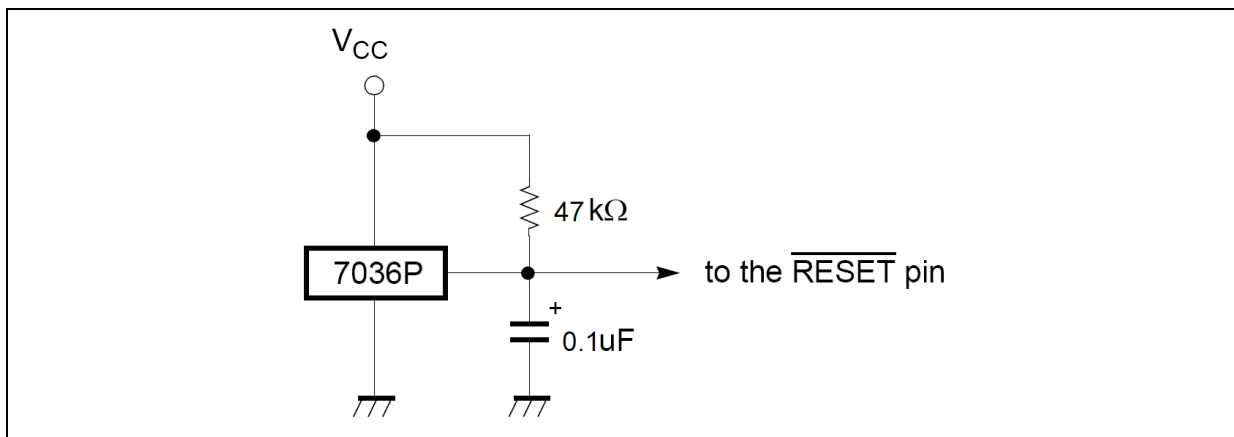 VCC
47 kΩ
7036P
to the RESET pin
+
0.1uF